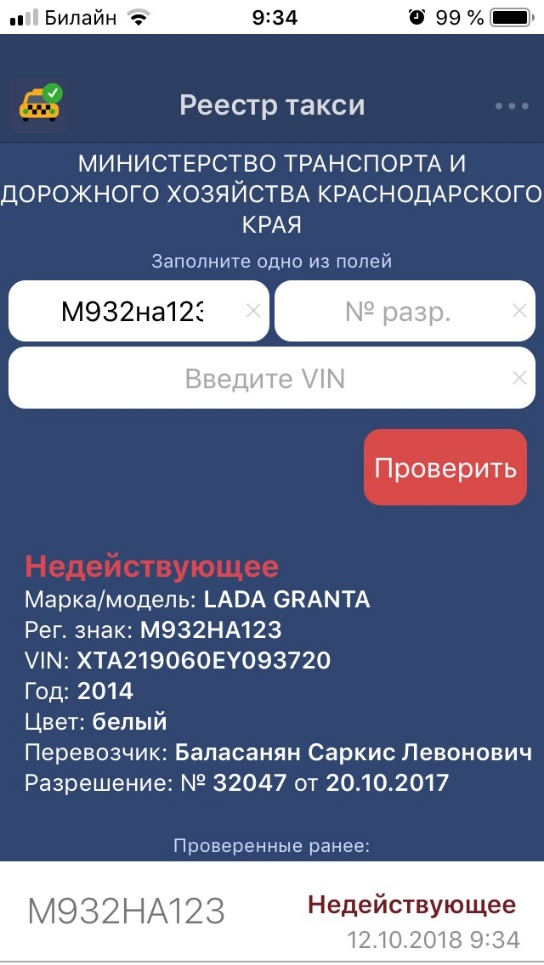 Билайн 9:34 99 %
Реестр такси
МИНИСТЕРСТВО ТРАНСПОРТА И
ДОРОЖНОГО ХОЗЯЙСТВА КРАСНОДАРСКОГО
КРАЯ
Заполните одно из полей
М932на123 № разр.
Введите VIN
Проверить
Недействующее
Марка/модель: LADA GRANTA
Рег. знак: М932НА123
VIN: XTA219060EY093720
Год: 2014
Цвет: белый
Перевозчик: Баласанян Саркис Левонович
Разрешение: № 32047 от 20.10.2017
Проверенные ранее:
М932НА123 Недействующее
12.10.2018 9:34